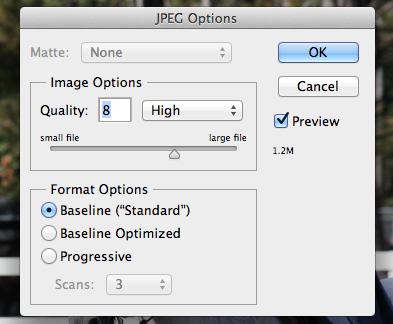 JPEG Options
Matte: None
OK
Image Options
Cancel
Quality: 8 High
Preview
small file large file
1.2M
Format Options
Baseline (“Standard”)
Baseline Optimized
Progressive
Scans: 3